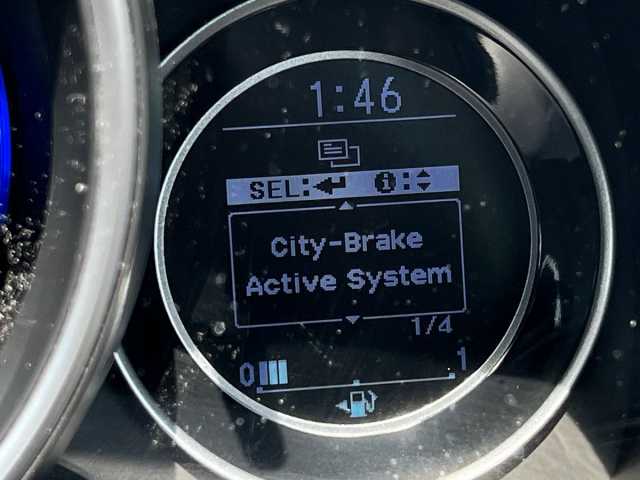 1:46
SEL: i:
City-Brake
Active System
1/4
0 1